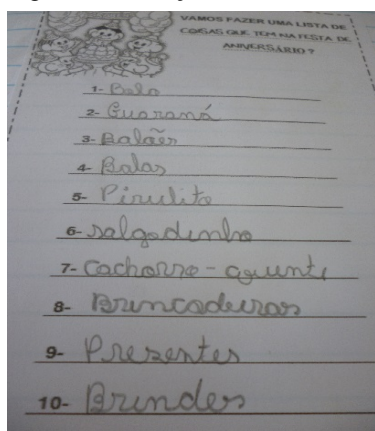 VAMOS FAZER UMA LISTA DE
COISAS QUE TEM NA FESTA DE
ANIVERSÁRIO?
1- Bolo
2- Guaraná
3- Balões
4- Balas
5- Pirulito
6- salgadinho
7- Cachorro-quente
8- Brincadeiras
9- Presentes
10- Brindes